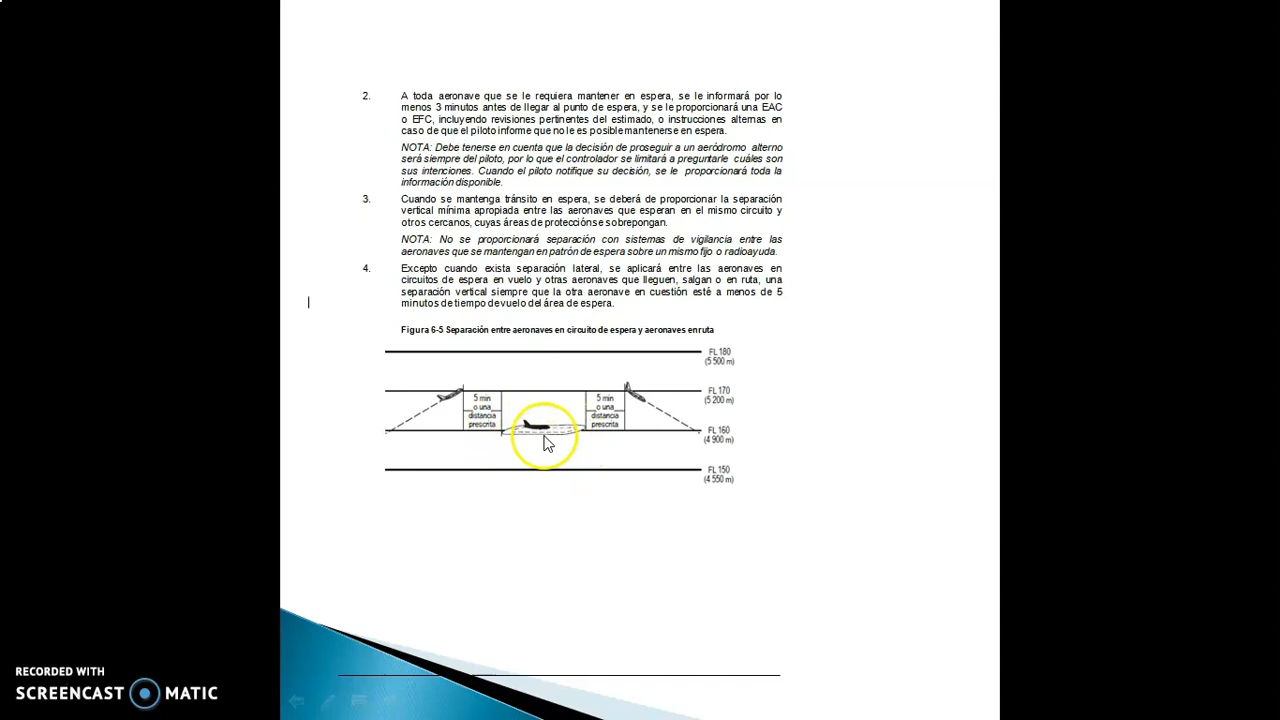 2. A toda aeronave que se le requiera mantener en espera, se le informará por lo
menos 3 minutos antes de llegar al punto de espera, y se le proporcionará una EAC
o EFC, incluyendo revisiones pertinentes del estimado, o instrucciones alternas en
caso de que el piloto informe que no le es posible mantenerse en espera.
NOTA: Debe tenerse en cuenta que la decisión de proseguir a un aeródromo alterno
será siempre del piloto, por lo que el controlador se limitará a preguntarle cuáles son
sus intenciones. Cuando el piloto notifique su decisión, se le proporcionará toda la
información disponible.
3. Cuando se mantenga tránsito en espera, se deberá de proporcionar la separación
vertical mínima apropiada entre las aeronaves que esperan en el mismo circuito y
otros cercanos, cuyas áreas de protección se sobrepongan.
NOTA: No se proporcionará separación con sistemas de vigilancia entre las
aeronaves que se mantengan en patrón de espera sobre un mismo fijo o radioayuda.
4. Excepto cuando exista separación lateral, se aplicará entre las aeronaves en
circuitos de espera en vuelo y otras aeronaves que lleguen, salgan o en ruta, una
separación vertical siempre que la otra aeronave en cuestión esté a menos de 5
minutos de tiempo de vuelo del área de espera.
Figura 6-5 Separación entre aeronaves en circuito de espera y aeronaves en ruta
FL 180
(5 500 m)
FL 170
(5 200 m)
5 min
o una
distancia
prescrita
5 min
o una
distancia
prescrita
FL 160
(4 900 m)
FL 150
(4 550 m)
RECORDED WITH
SCREENCAST MATIC